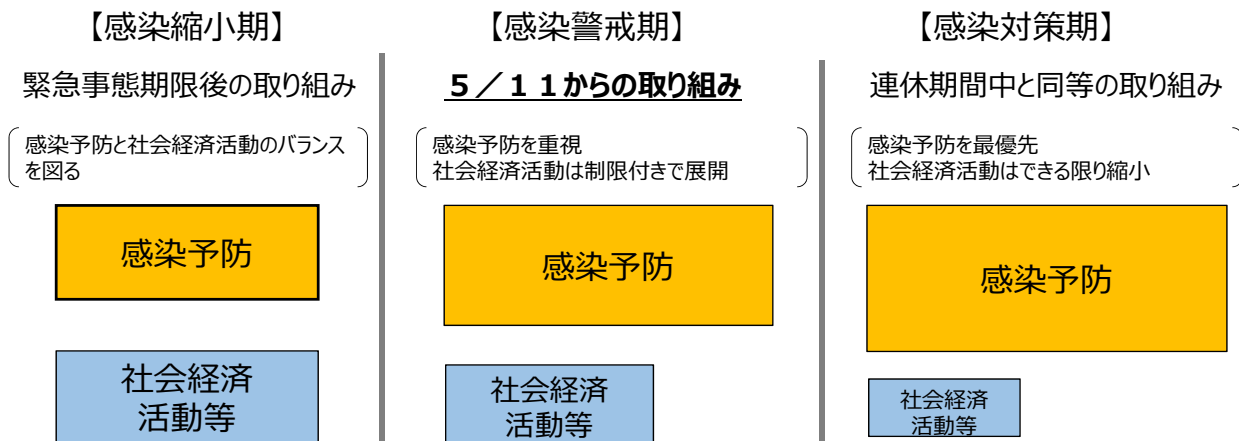 【感染縮小期】
緊急事態期限後の取り組み
感染予防と社会経済活動のバランス
を図る
感染予防
社会経済
活動等
【感染警戒期】
5/11からの取り組み
感染予防を重視
社会経済活動は制限付きで展開
感染予防
社会経済
活動等
【感染対策期】
連休期間中と同等の取り組み
感染予防を最優先
社会経済活動はできる限り縮小
感染予防
社会経済
活動等